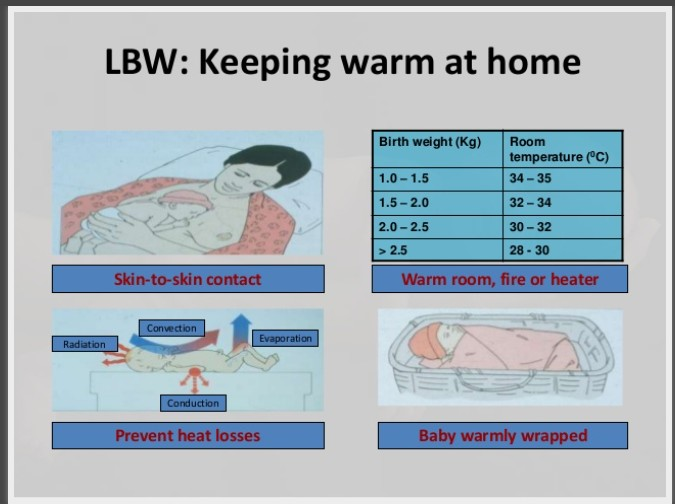 LBW: Keeping warm at home
Birth weight (Kg) Room
temperature (⁰C)
1.0 – 1.5 34 – 35
1.5 – 2.0 32 – 34
2.0 – 2.5 30 – 32
> 2.5 28 - 30
Skin-to-skin contact
Warm room, fire or heater
Convection
Evaporation
Radiation
Conduction
Prevent heat losses
Baby warmly wrapped